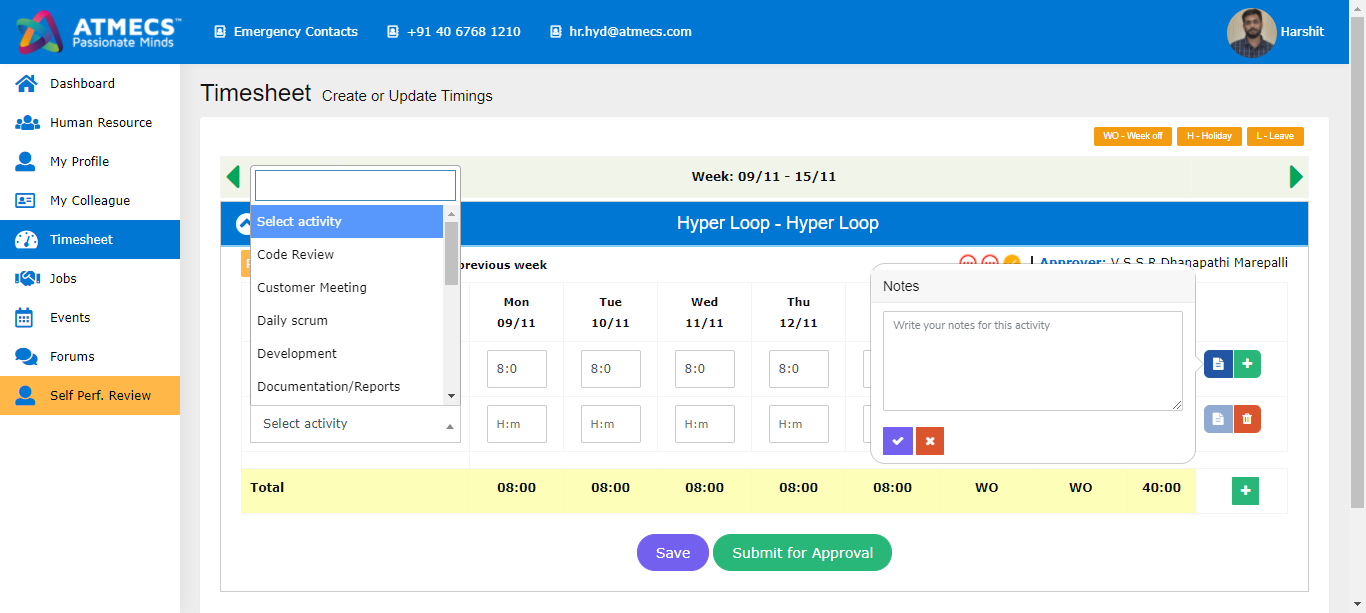 ATMECS™
Passionate Minds
Emergency Contacts
+91 40 6768 1210
hr.hyd@atmecs.com
Harshit
Dashboard
Human Resource
My Profile
My Colleague
Timesheet
Jobs
Events
Forums
Self Perf. Review
Timesheet Create or Update Timings
WO - Week off
H - Holiday
L - Leave
Week: 09/11 - 15/11
Hyper Loop - Hyper Loop
previous week
Approver: V S S R Dhanapathi Marepalli
Select activity
Code Review
Customer Meeting
Daily scrum
Development
Documentation/Reports
Select activity
Mon Tue Wed Thu
09/11 10/11 11/11 12/11
8:0 8:0 8:0 8:0
H:m H:m H:m H:m
Notes
Write your notes for this activity
Total 08:00 08:00 08:00 08:00 08:00 WO WO 40:00
Save
Submit for Approval